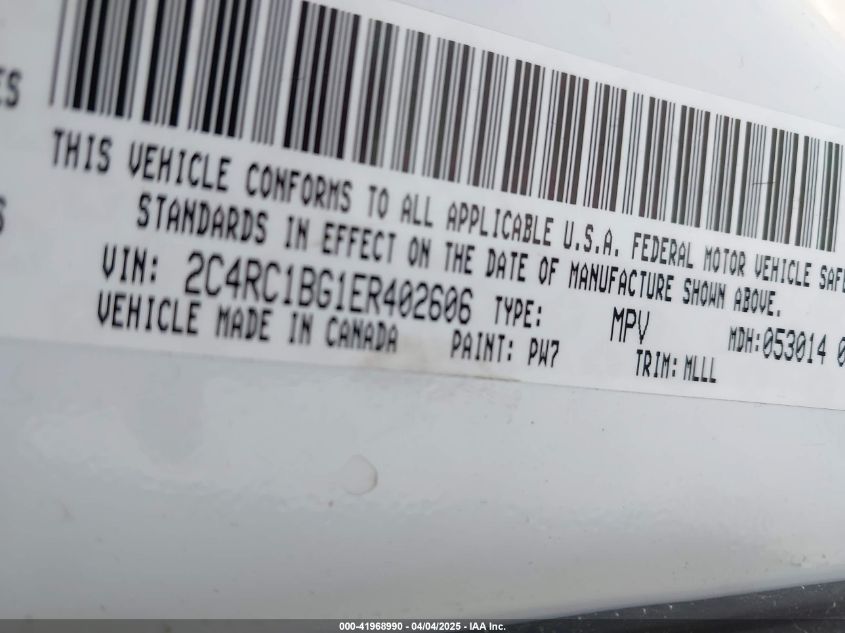 ES
S
THIS VEHICLE CONFORMS TO ALL APPLICABLE U.S.A. FEDERAL MOTOR VEHICLE SAFE
STANDARDS IN EFFECT ON THE DATE OF MANUFACTURE SHOWN ABOVE.
VIN: 2C4RC1BG1ER402606 TYPE: MPV MDH:053014 0
VEHICLE MADE IN CANADA PAINT: PW7 TRIM: MLLL
000-41968990 - 04/04/2025 - IAA Inc.